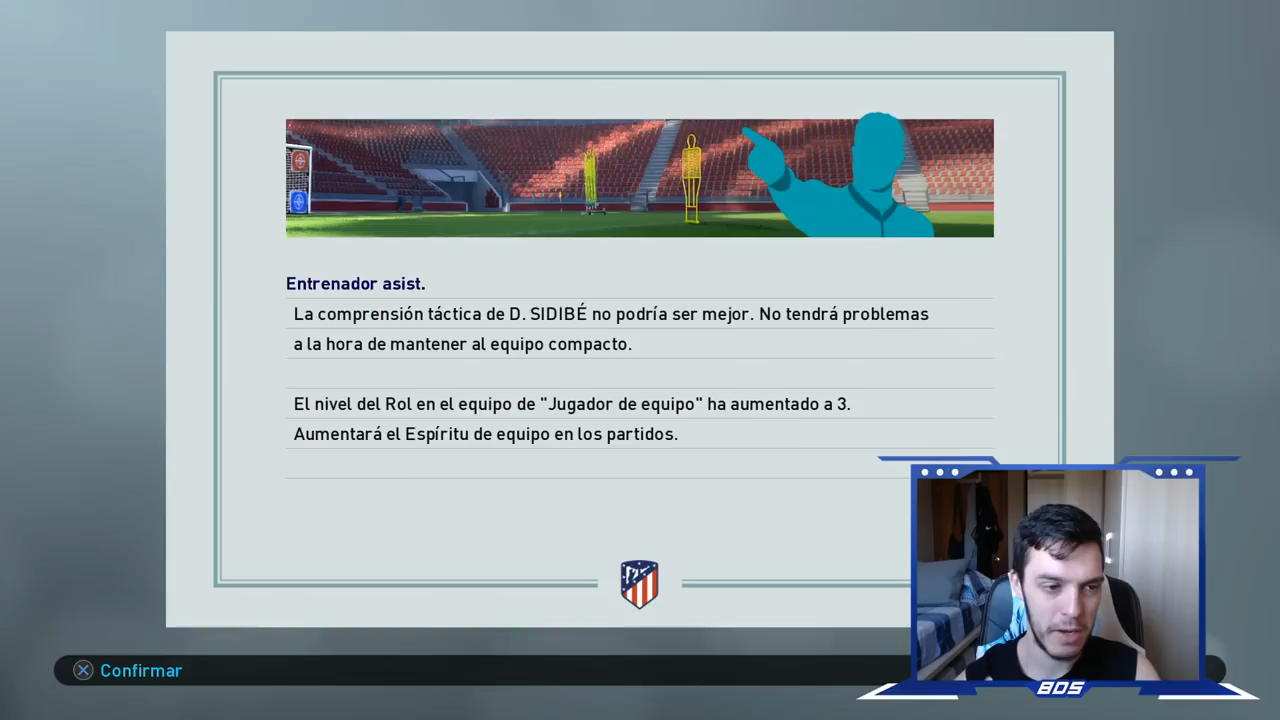 Entrenador asist.
La comprensión táctica de D. SIDIBÉ no podría ser mejor. No tendrá problemas
a la hora de mantener al equipo compacto.
El nivel del Rol en el equipo de "Jugador de equipo" ha aumentado a 3.
Aumentará el Espíritu de equipo en los partidos.
Confirmar
BDS